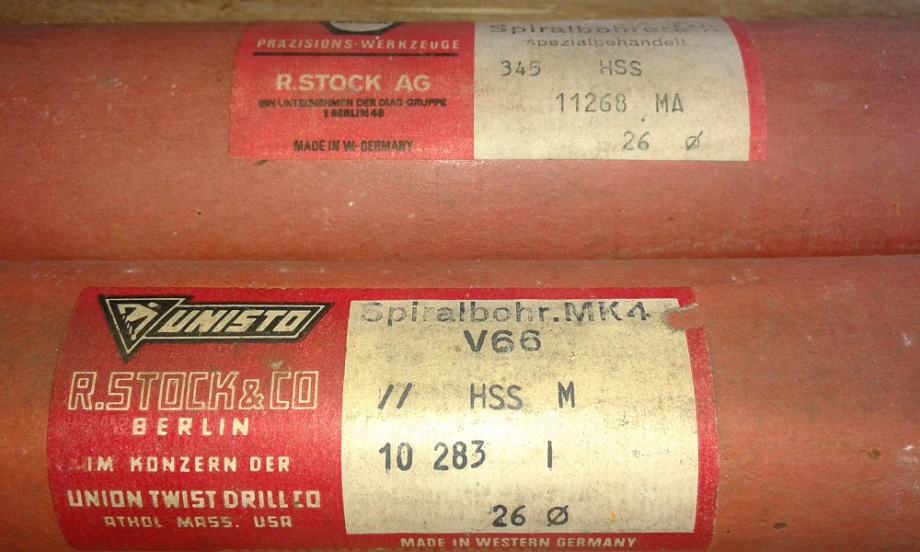 PRÄZISIONS-WERKZEUGE
R.STOCK AG
EIN UNTERNEHMEN DER DIAG-GRUPPE
1 BERLIN 48
MADE IN W-GERMANY
Spiralbohrer
spezialbehandelt
345 HSS
11268 MA
26 Ø
UNISTO
R.STOCK&CO
BERLIN
IM KONZERN DER
UNION TWIST DRILL CO
ATHOL MASS. USA
Spiralbohr.MK4
V66
// HSS M
10 283 I
26 Ø
MADE IN WESTERN GERMANY